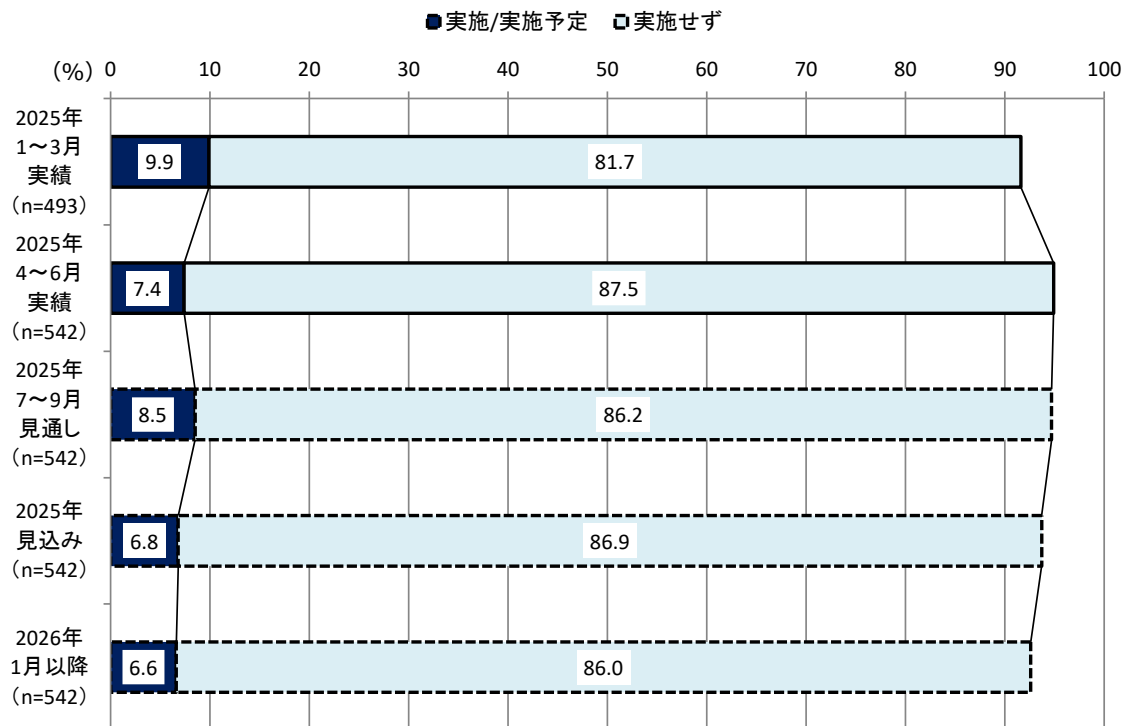 実施/実施予定 実施せず
(%) 0 10 20 30 40 50 60 70 80 90 100
2025年
1～3月
実績
(n=493)
9.9 81.7
2025年
4～6月
実績
(n=542)
7.4 87.5
2025年
7～9月
見通し
(n=542)
8.5 86.2
2025年
見込み
(n=542)
6.8 86.9
2026年
1月以降
(n=542)
6.6 86.0